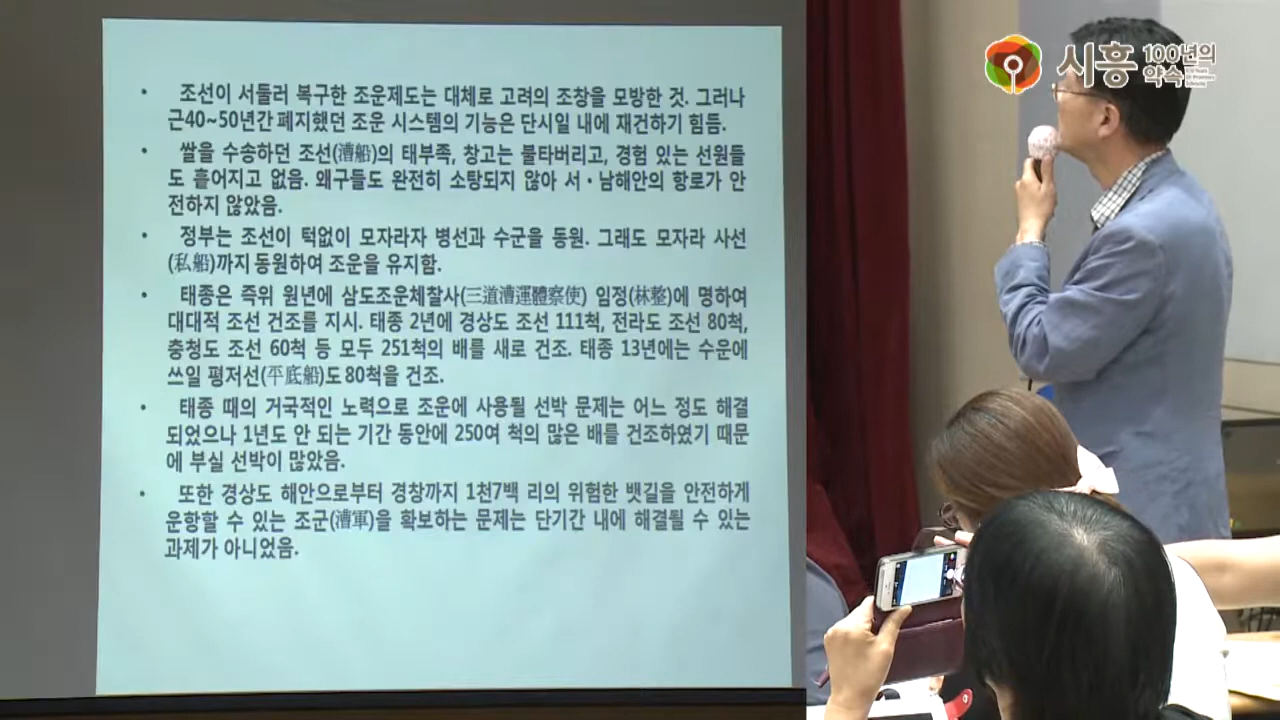 • 조선이 서둘러 복구한 조운제도는 대체로 고려의 조창을 모방한 것. 그러나
근40~50년간 폐지했던 조운 시스템의 기능은 단시일 내에 재건하기 힘듬.
• 쌀을 수송하던 조선(漕船)의 태부족, 창고는 불타버리고, 경험 있는 선원들
도 흩어지고 없음. 왜구들도 완전히 소탕되지 않아 서·남해안의 항로가 안
전하지 않았음.
• 정부는 조선이 턱없이 모자라자 병선과 수군을 동원. 그래도 모자라 사선
(私船)까지 동원하여 조운을 유지함.
• 태종은 즉위 원년에 삼도조운체찰사(三道漕運體察使) 임정(林整)에 명하여
대대적 조선 건조를 지시. 태종 2년에 경상도 조선 111척, 전라도 조선 80척,
충청도 조선 60척 등 모두 251척의 배를 새로 건조. 태종 13년에는 수운에
쓰일 평저선(平底船)도 80척을 건조.
• 태종 때의 거국적인 노력으로 조운에 사용될 선박 문제는 어느 정도 해결
되었으나 1년도 안 되는 기간 동안에 250여 척의 많은 배를 건조하였기 때문
에 부실 선박이 많았음.
• 또한 경상도 해안으로부터 경창까지 1천7백 리의 위험한 뱃길을 안전하게
운항할 수 있는 조군(漕軍)을 확보하는 문제는 단기간 내에 해결될 수 있는
과제가 아니었음.
시흥 100년의
약속